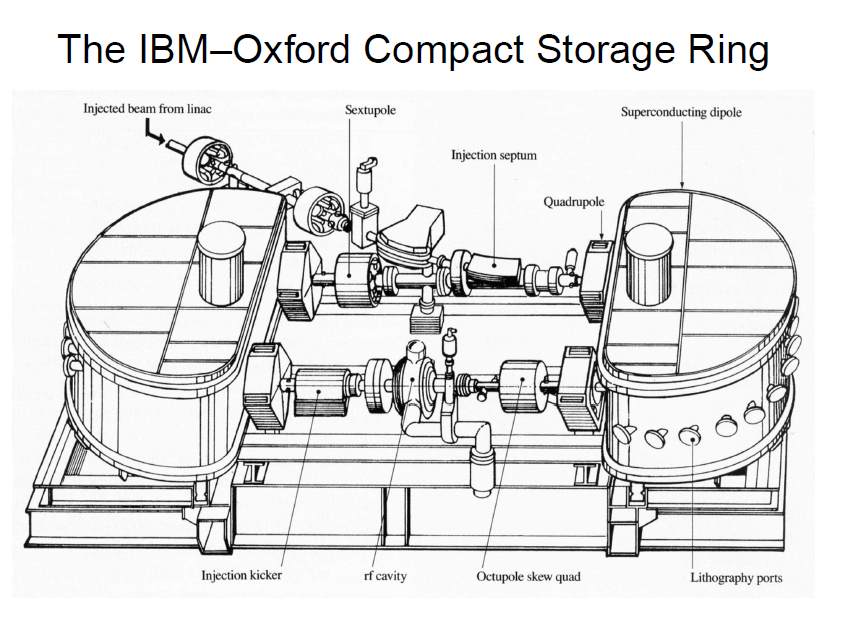 The IBM–Oxford Compact Storage Ring
Injected beam from linac
Sextupole
Superconducting dipole
Injection septum
Quadrupole
Injection kicker
rf cavity
Octupole skew quad
Lithography ports